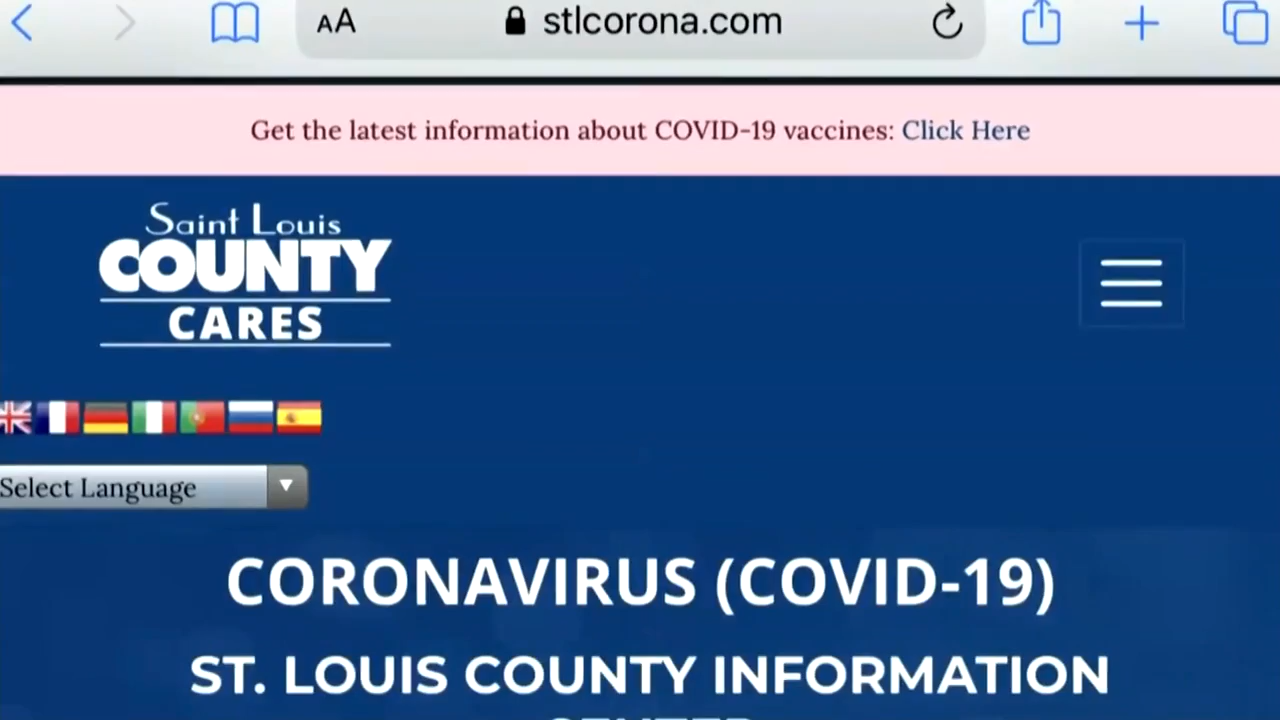 AA stlcorona.com
Get the latest information about COVID-19 vaccines: Click Here
Saint Louis
COUNTY
CARES
Select Language
CORONAVIRUS (COVID-19)
ST. LOUIS COUNTY INFORMATION